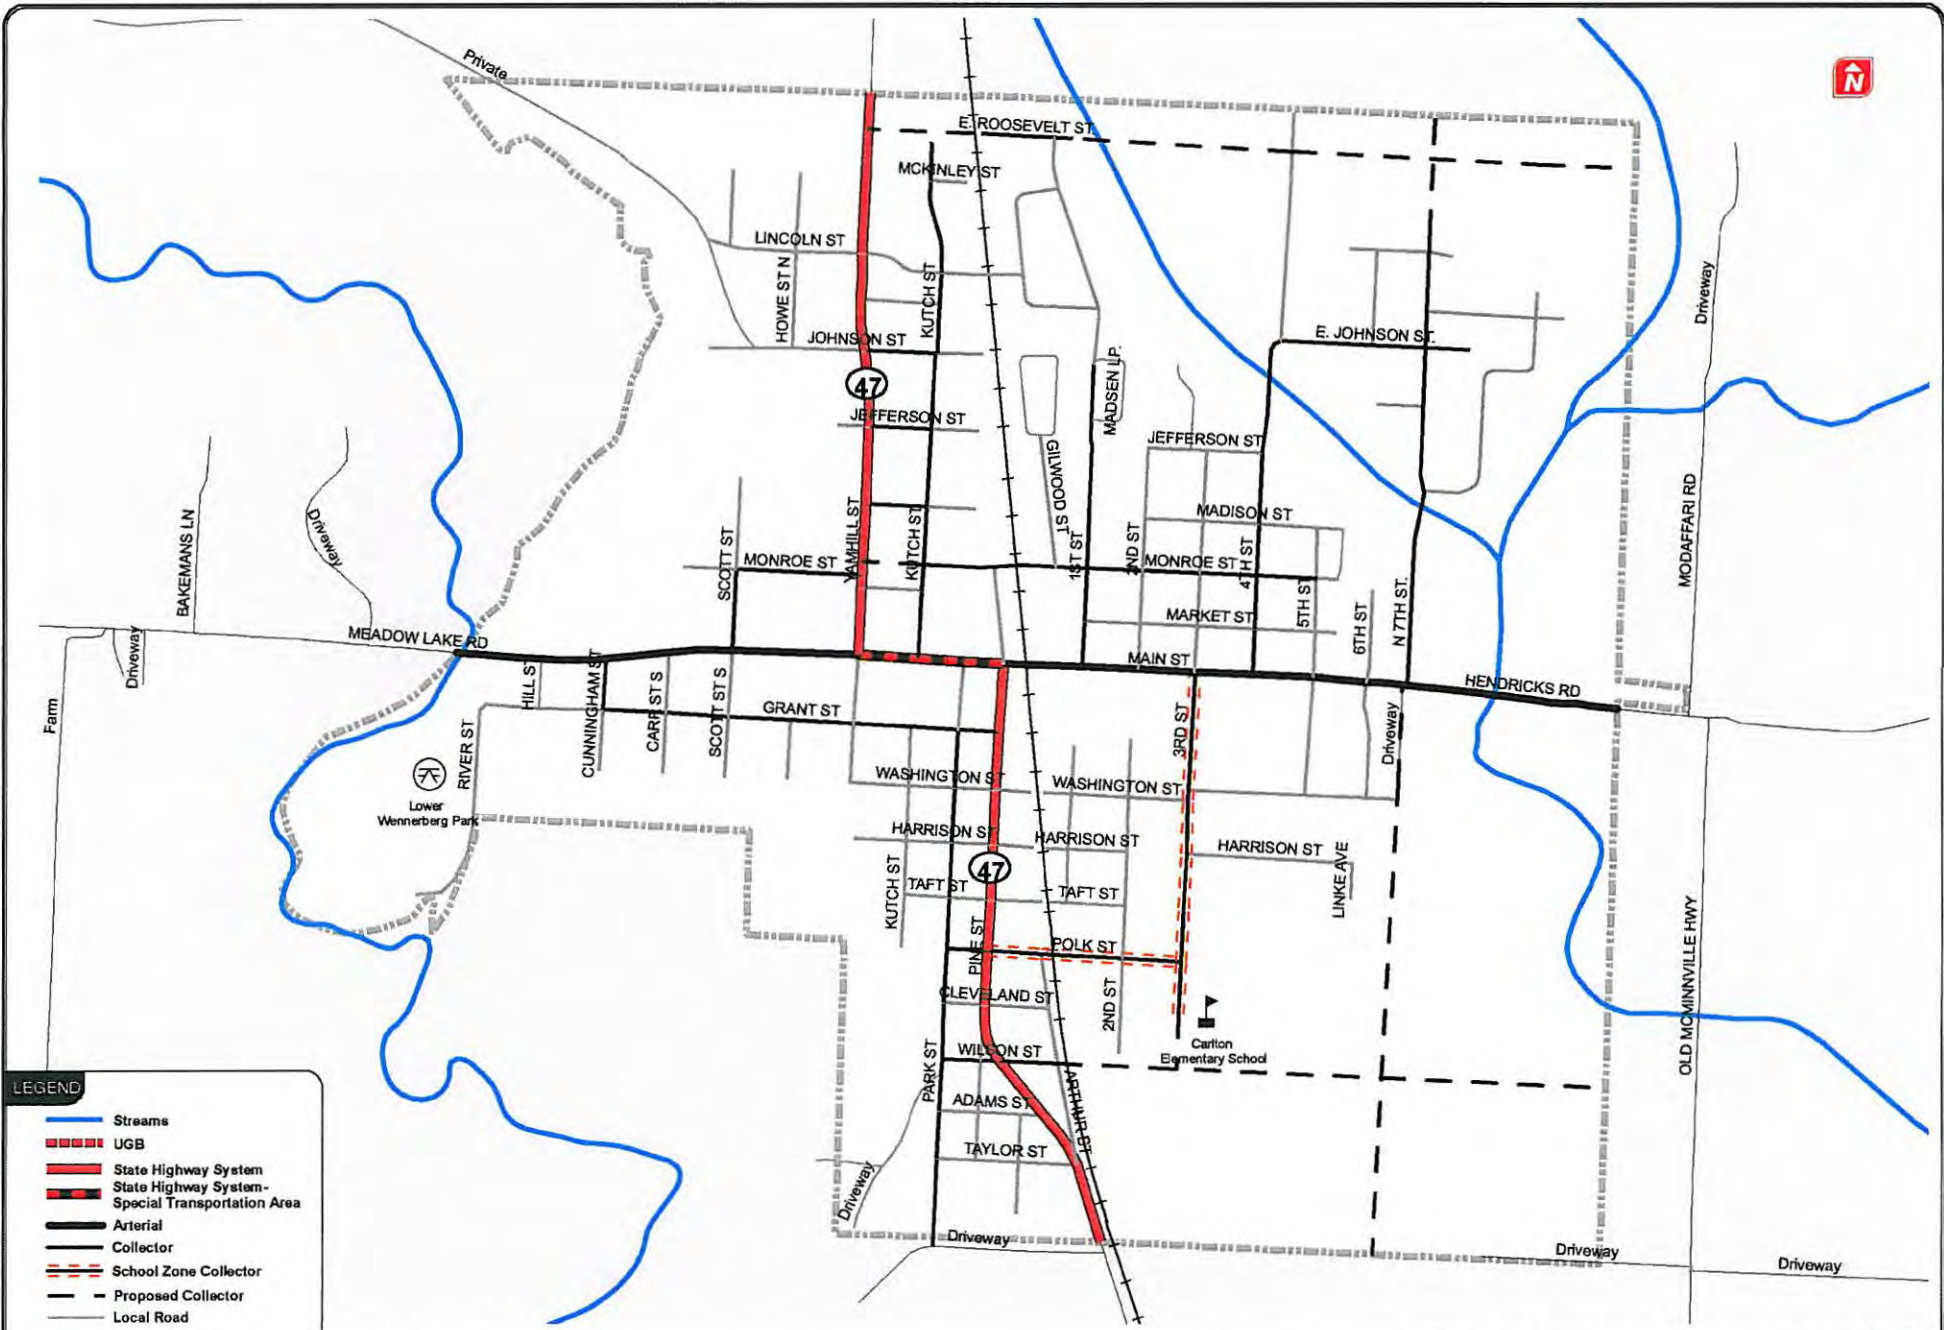 Private
N
E. ROOSEVELT ST.
MCKINLEY ST
LINCOLN ST
HOWE ST N
KUTCH ST
Driveway
JOHNSON ST
E. JOHNSON ST.
47
MADSEN LP.
JEFFERSON ST
JEFFERSON ST
GILWOOD ST
BAKEMANS LN
Driveway
MADISON ST
MODAFFARI RD
SCOTT ST
YAMHILL ST
KUTCH ST
1ST ST
2ND ST
4TH ST
MONROE ST
MONROE ST
5TH ST
6TH ST
N 7TH ST.
MARKET ST
MEADOW LAKE RD
Driveway
MAIN ST
HENDRICKS RD
Farm
HILL ST
CUNNINGHAM ST
CARR ST S
SCOTT ST S
GRANT ST
3RD ST
Driveway
RIVER ST
WASHINGTON ST
WASHINGTON ST
Lower
Wennerberg Park
HARRISON ST
HARRISON ST
HARRISON ST
LINKE AVE
47
KUTCH ST
TAFT ST
TAFT ST
PINE ST
POLK ST
OLD MCMINNVILLE HWY
CLEVELAND ST
2ND ST
Carlton
Elementary School
WILSON ST
PARK ST
ARTHUR ST
ADAMS ST
TAYLOR ST
Driveway
Driveway
Driveway
Driveway
LEGEND
Streams
UGB
State Highway System
State Highway System-
Special Transportation Area
Arterial
Collector
School Zone Collector
Proposed Collector
Local Road